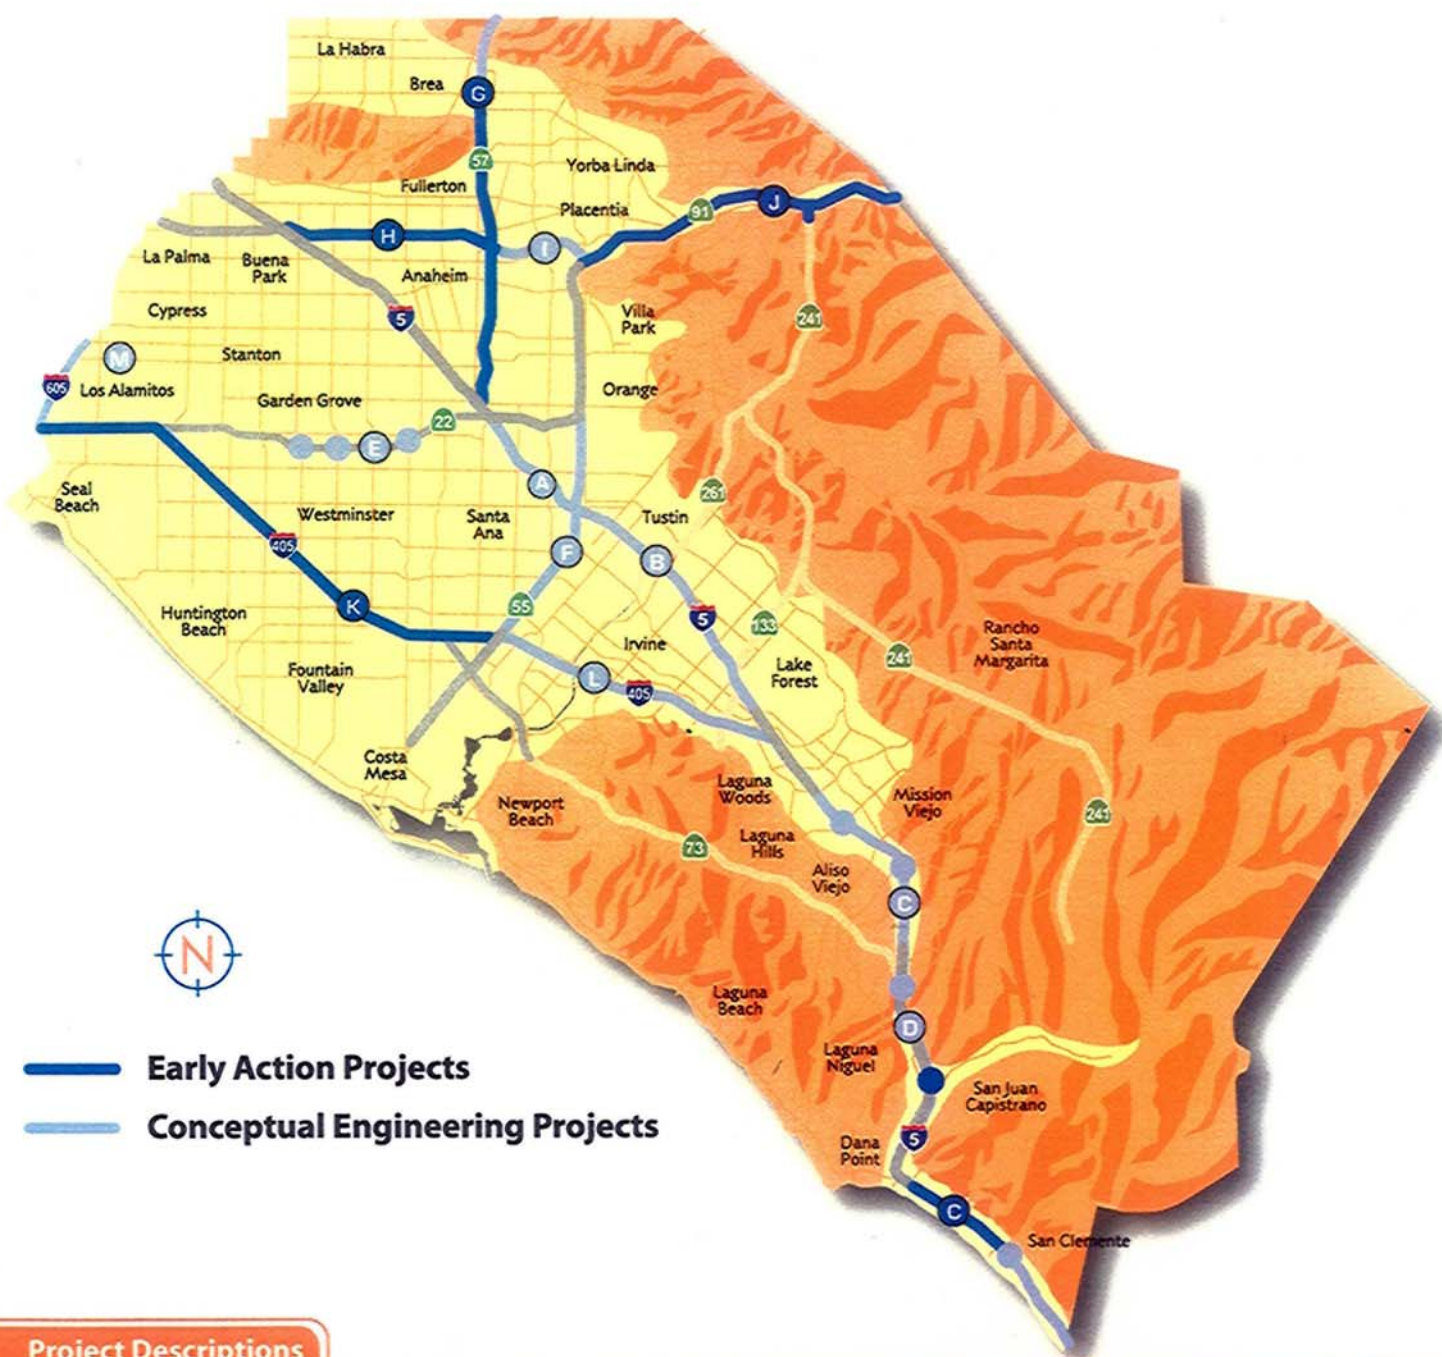 La Habra
Brea
G
57
Yorba Linda
Fullerton
Placentia
91
J
H
I
La Palma
Buena
Park
Anaheim
Cypress
5
Villa
Park
241
M
Stanton
605
Los Alamitos
Garden Grove
Orange
22
E
A
Seal
Beach
261
Westminster
Santa
Ana
Tustin
405
F
B
K
55
5
133
Huntington
Beach
Irvine
Rancho
Santa
Margarita
241
Fountain
Valley
L
405
Lake
Forest
Costa
Mesa
Newport
Beach
Laguna
Woods
Mission
Viejo
241
73
Laguna
Hills
Aliso
Viejo
C
N
Laguna
Beach
D
Laguna
Niguel
Early Action Projects
San Juan
Capistrano
Conceptual Engineering Projects
5
Dana
Point
C
San Clemente
Project Descriptions